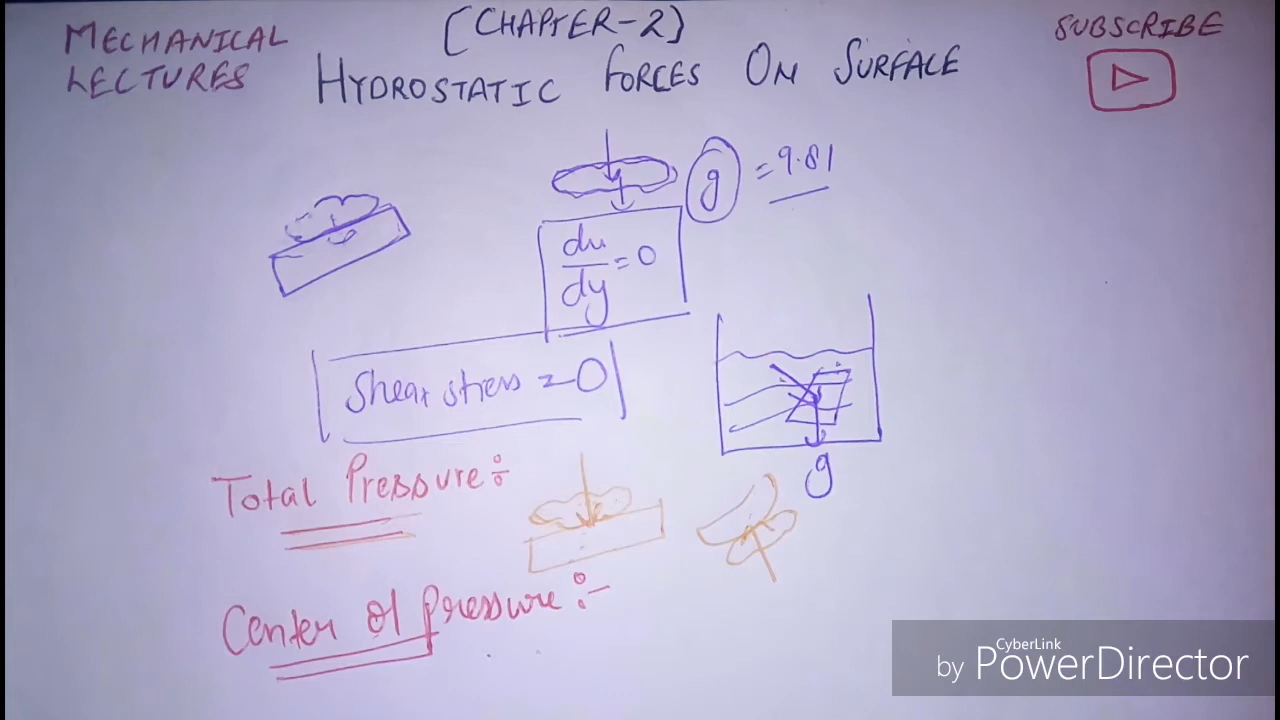 MECHANICAL
LECTURES
[CHAPTER-2]
HYDROSTATIC FORCES ON SURFACE
SUBSCRIBE
g = 9.81
du/dy = 0
Shear stress = 0
g
Total Pressure :-
Center of Pressure :-
CyberLink
by PowerDirector